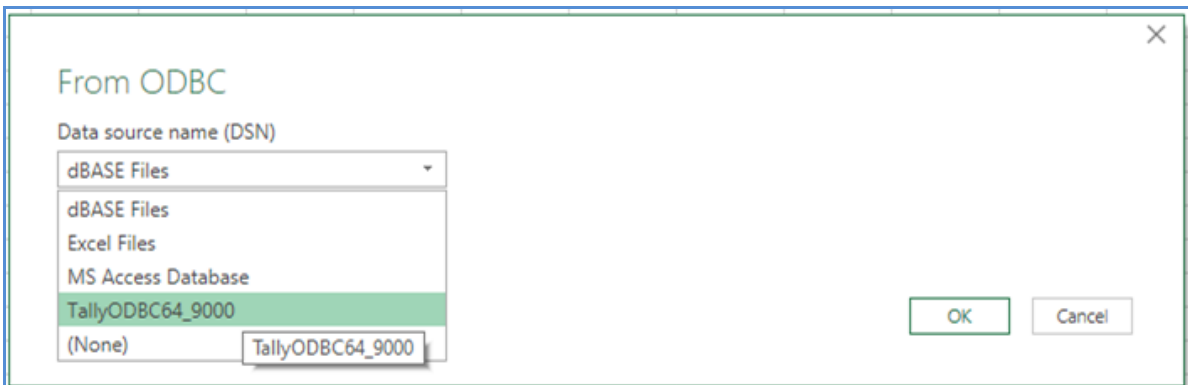 From ODBC
Data source name (DSN)
dBASE Files
dBASE Files
Excel Files
MS Access Database
TallyODBC64_9000
(None)
TallyODBC64_9000
OK Cancel